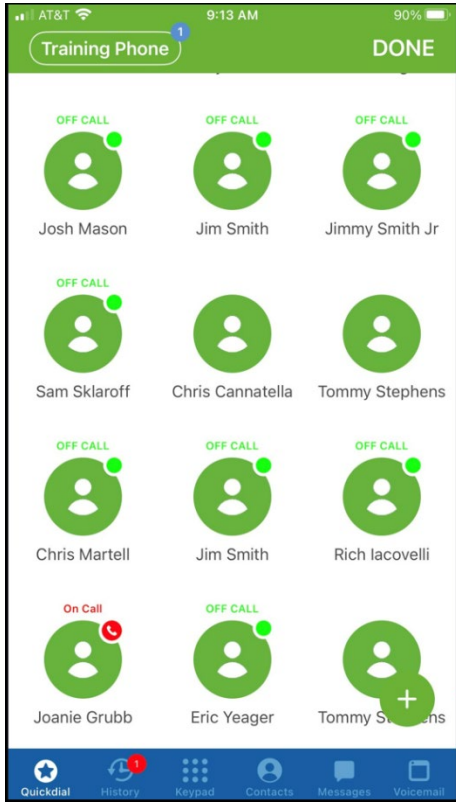 AT&T 9:13 AM 90%
Training Phone 1 DONE
OFF CALL OFF CALL OFF CALL
Josh Mason Jim Smith Jimmy Smith Jr
OFF CALL
Sam Sklaroff Chris Cannatella Tommy Stephens
OFF CALL OFF CALL OFF CALL
Chris Martell Jim Smith Rich Iacovelli
On Call OFF CALL
Joanie Grubb Eric Yeager Tommy
1
Quickdial History Keypad Contacts Messages Voicemail